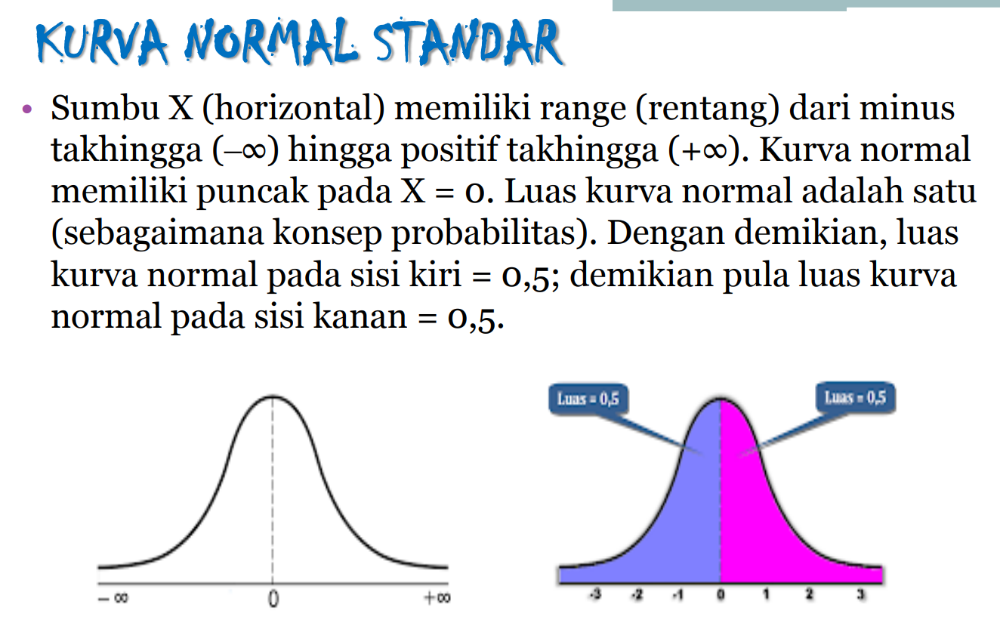 KURVA NORMAL STANDAR
• Sumbu X (horizontal) memiliki range (rentang) dari minus
takhingga (–∞) hingga positif takhingga (+∞). Kurva normal
memiliki puncak pada X = 0. Luas kurva normal adalah satu
(sebagaimana konsep probabilitas). Dengan demikian, luas
kurva normal pada sisi kiri = 0,5; demikian pula luas kurva
normal pada sisi kanan = 0,5.
– ∞ 0 +∞
Luas = 0,5
Luas = 0,5
-3 -2 -1 0 1 2 3